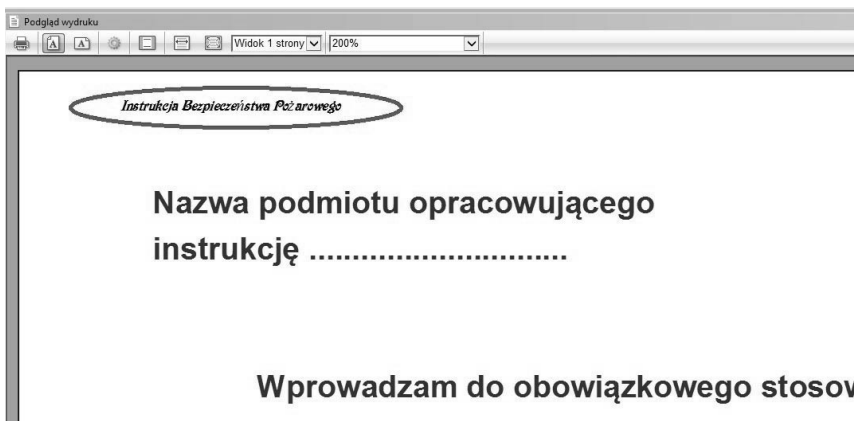 Podgląd wydruku
Widok 1 strony 200%
Instrukcja Bezpieczeństwa Pożarowego
Nazwa podmiotu opracowującego
instrukcję ..............................
Wprowadzam do obowiązkowego stosow